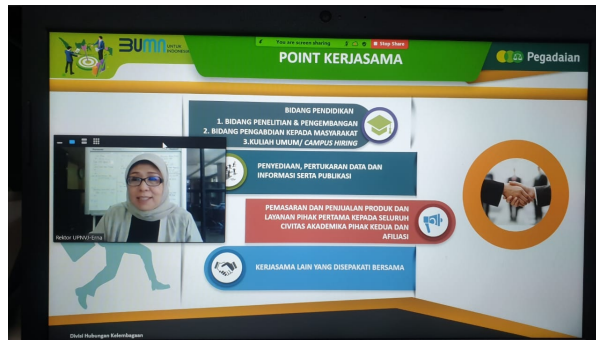 BUMN UNTUK
INDONESIA
You are screen sharing
Stop Share
POINT KERJASAMA
Pegadaian
BIDANG PENDIDIKAN
1. BIDANG PENELITIAN & PENGEMBANGAN
2. BIDANG PENGABDIAN KEPADA MASYARAKAT
3.KULIAH UMUM/ CAMPUS HIRING
PENYEDIAAN, PERTUKARAN DATA DAN
INFORMASI SERTA PUBLIKASI
PEMASARAN DAN PENJUALAN PRODUK DAN
LAYANAN PIHAK PERTAMA KEPADA SELURUH
CIVITAS AKADEMIKA PIHAK KEDUA DAN
AFILIASI
KERJASAMA LAIN YANG DISEPAKATI BERSAMA
Rektor UPNVJ-Erna
Divisi Hubungan Kelembagaan